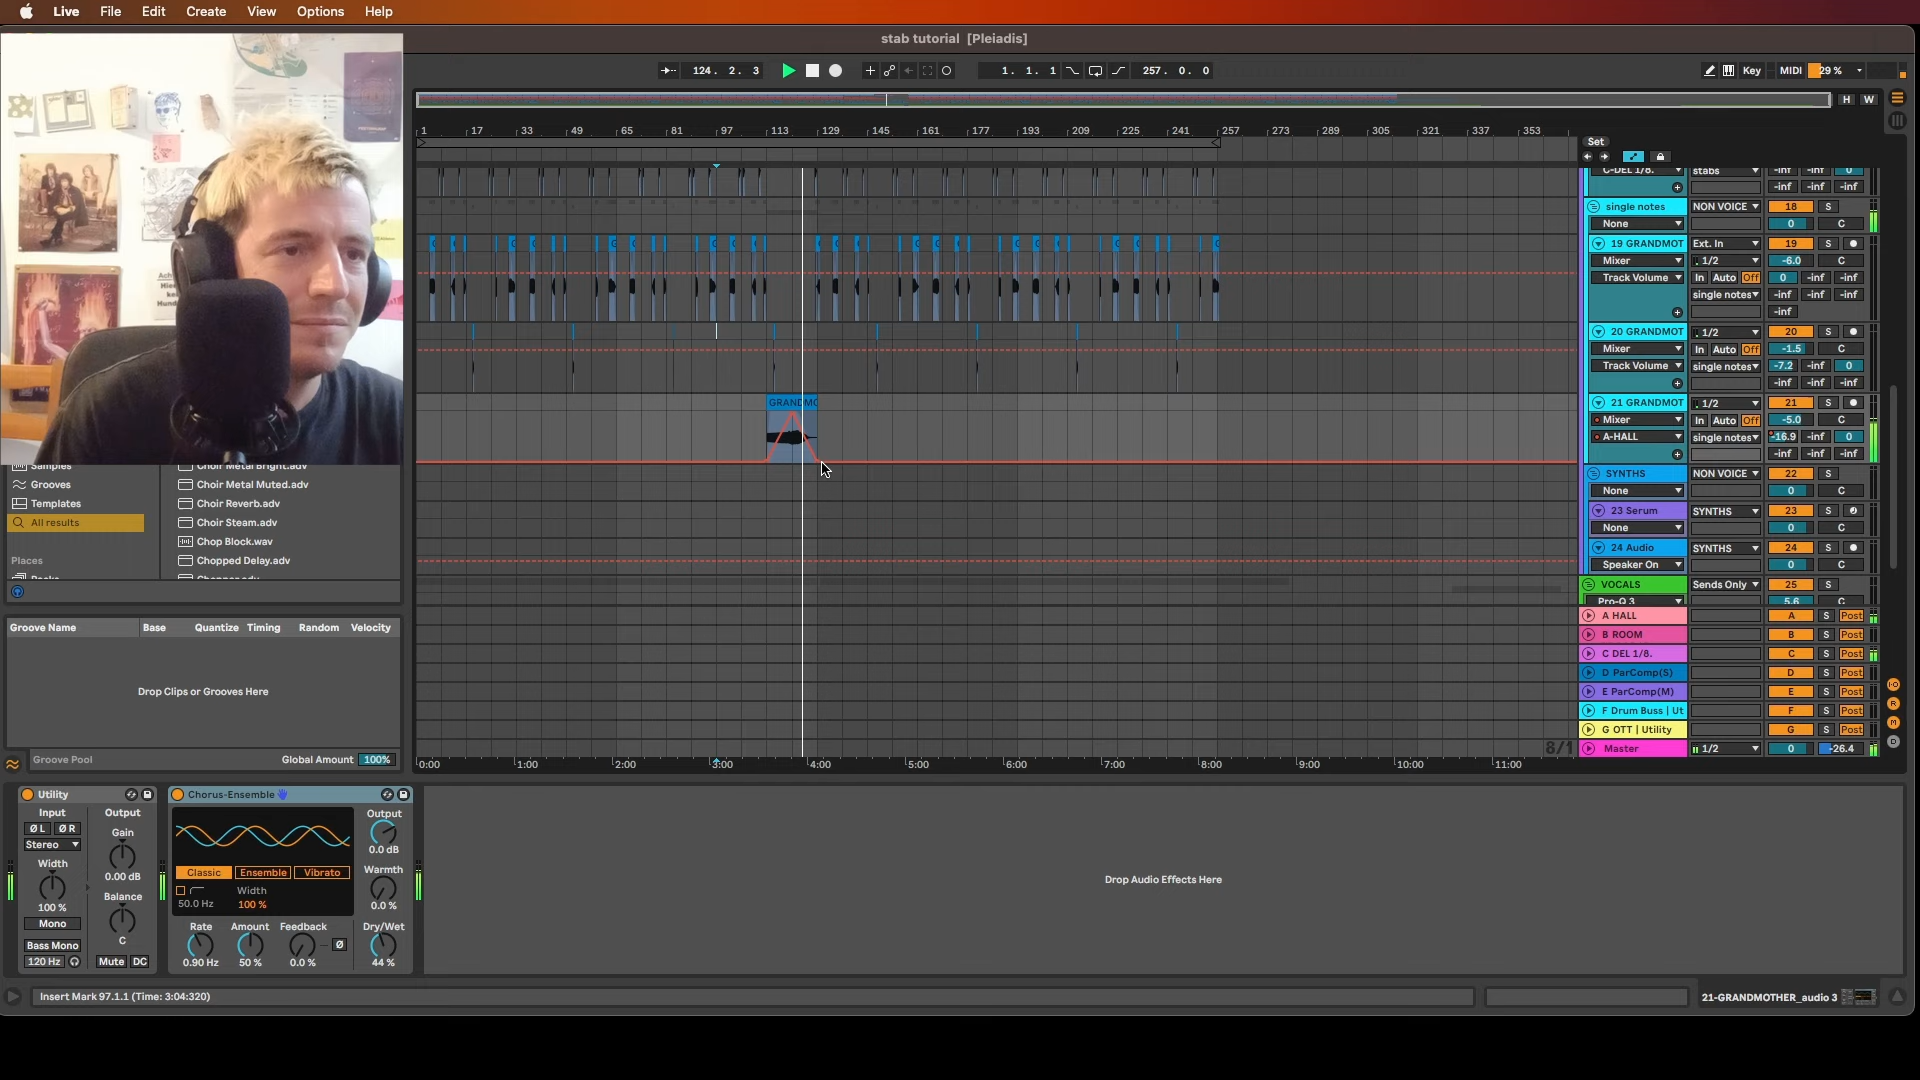 Live File Edit Create View Options Help
stab tutorial [Pleiadis]
124. 2. 3
1. 1. 1
257. 0. 0
Key MIDI 29 %
H W
1 17 33 49 65 81 97 113 129 145 161 177 193 209 225 241 257 273 289 305 321 337 353
Set
C-DEL 1/8. stabs -inf -inf 0
-inf -inf -inf
single notes NON VOICE 18 S
None 0 C
19 GRANDMOT Ext. In 19 S
Mixer 1/2 -6.0 C
Track Volume In Auto Off 0 -inf -inf
single notes -inf -inf -inf
-inf
20 GRANDMOT 1/2 20 S
Mixer In Auto Off -1.5 C
Track Volume single notes -7.2 -inf 0
-inf -inf -inf
GRANDMO
21 GRANDMOT 1/2 21 S
Mixer In Auto Off -5.0 C
A-HALL single notes -16.9 -inf 0
-inf -inf -inf
SYNTHS NON VOICE 22 S
None 0 C
23 Serum SYNTHS 23 S
None 0 C
24 Audio SYNTHS 24 S
Speaker On 0 C
VOCALS Sends Only 25 S
Pro-Q 3 5.6 C
A HALL A S Post
B ROOM B S Post
C DEL 1/8. C S Post
D ParComp(S) D S Post
E ParComp(M) E S Post
F Drum Buss | Ut F S Post
G OTT | Utility G S Post
8/1
Master 1/2 0 -26.4
0:00 1:00 2:00 3:00 4:00 5:00 6:00 7:00 8:00 9:00 10:00 11:00
Samples
Grooves
Templates
All results
Places
Packs
Choir Metal Bright.adv
Choir Metal Muted.adv
Choir Reverb.adv
Choir Steam.adv
Chop Block.wav
Chopped Delay.adv
Chopper.adv
Groove Name Base Quantize Timing Random Velocity
Drop Clips or Grooves Here
Groove Pool Global Amount 100%
Utility
Input Output
Ø L Ø R Gain
Stereo
Width 0.00 dB
Balance
100 %
Mono C
Bass Mono
120 Hz Mute DC
Chorus-Ensemble
Output
0.0 dB
Classic Ensemble Vibrato Warmth
Width
50.0 Hz 100 % 0.0 %
Rate Amount Feedback Dry/Wet
Ø
0.90 Hz 50 % 0.0 % 44 %
Drop Audio Effects Here
Insert Mark 97.1.1 (Time: 3:04:320)
21-GRANDMOTHER_audio 3